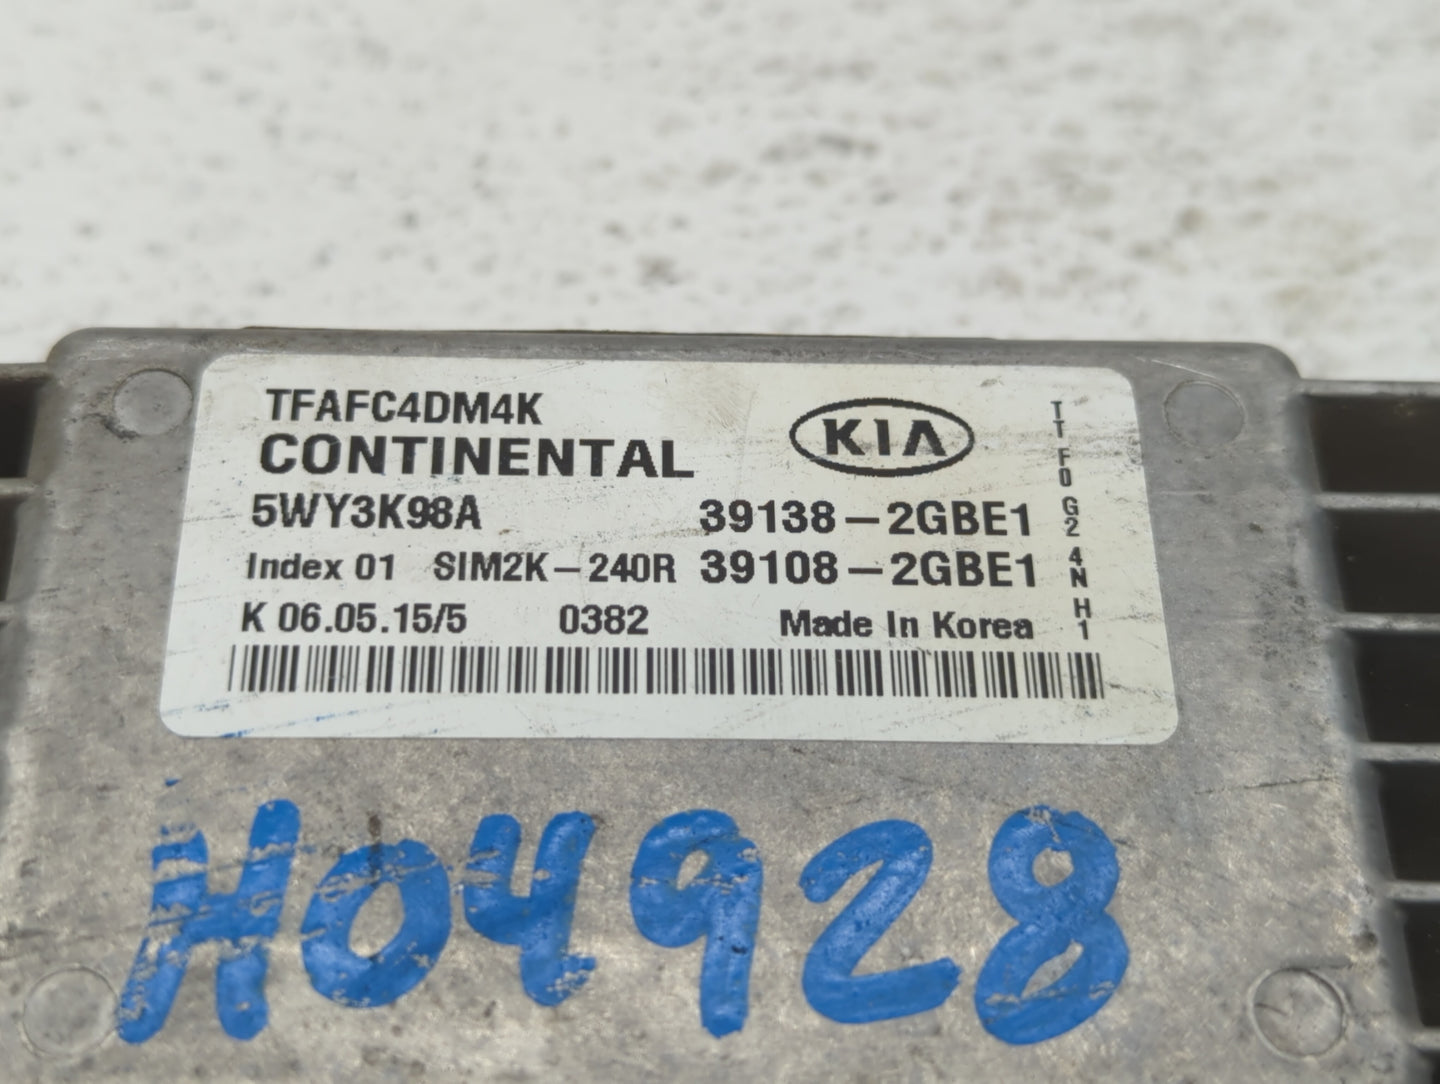 TFAFC4DM4K
CONTINENTAL
KIA
5WY3K98A 39138-2GBE1
Index 01 SIM2K-240R 39108-2GBE1
K 06.05.15/5 0382 Made In Korea
TTF0G24NH1
H04928